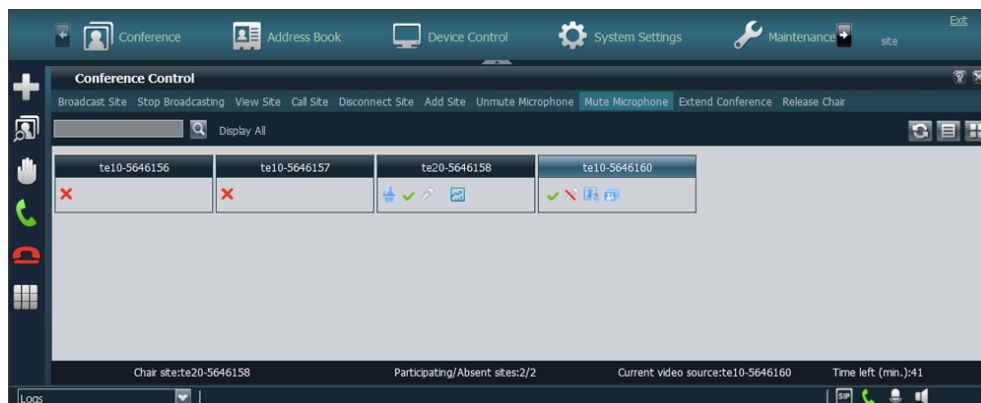 Exit
Conference Address Book Device Control System Settings Maintenance site
Conference Control
Broadcast Site Stop Broadcasting View Site Call Site Disconnect Site Add Site Unmute Microphone Mute Microphone Extend Conference Release Chair
Display All
te10-5646156 te10-5646157 te20-5646158 te10-5646160
Chair site:te20-5646158 Participating/Absent sites:2/2 Current video source:te10-5646160 Time left (min.):41
Logs SIP